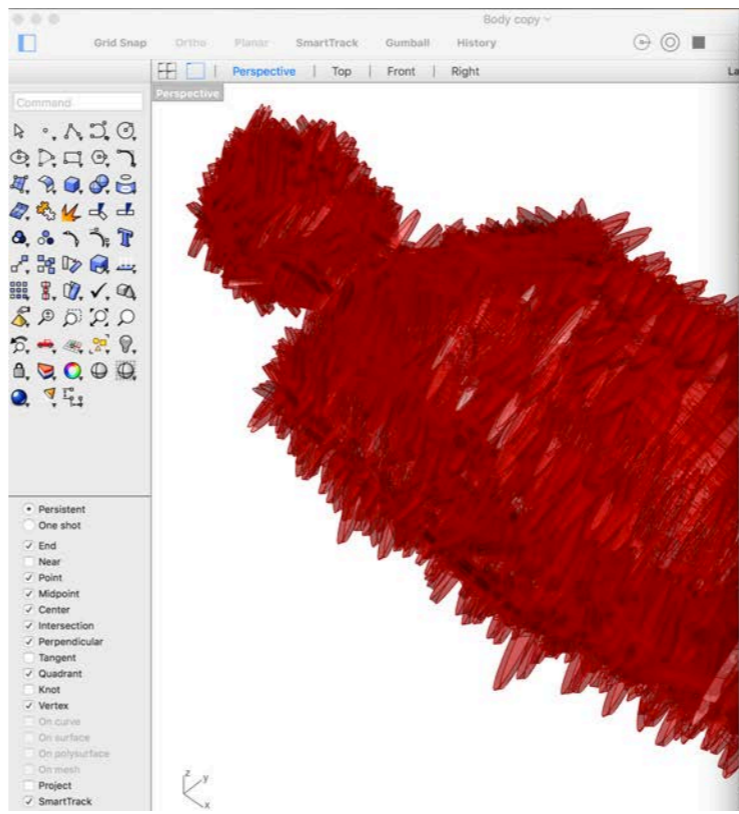 Body copy
Grid Snap Ortho Planar SmartTrack Gumball History
Perspective | Top | Front | Right La
Perspective
Command
Persistent
One shot
End
Near
Point
Midpoint
Center
Intersection
Perpendicular
Tangent
Quadrant
Knot
Vertex
On curve
On surface
On polysurface
On mesh
Project
SmartTrack
z
y
x